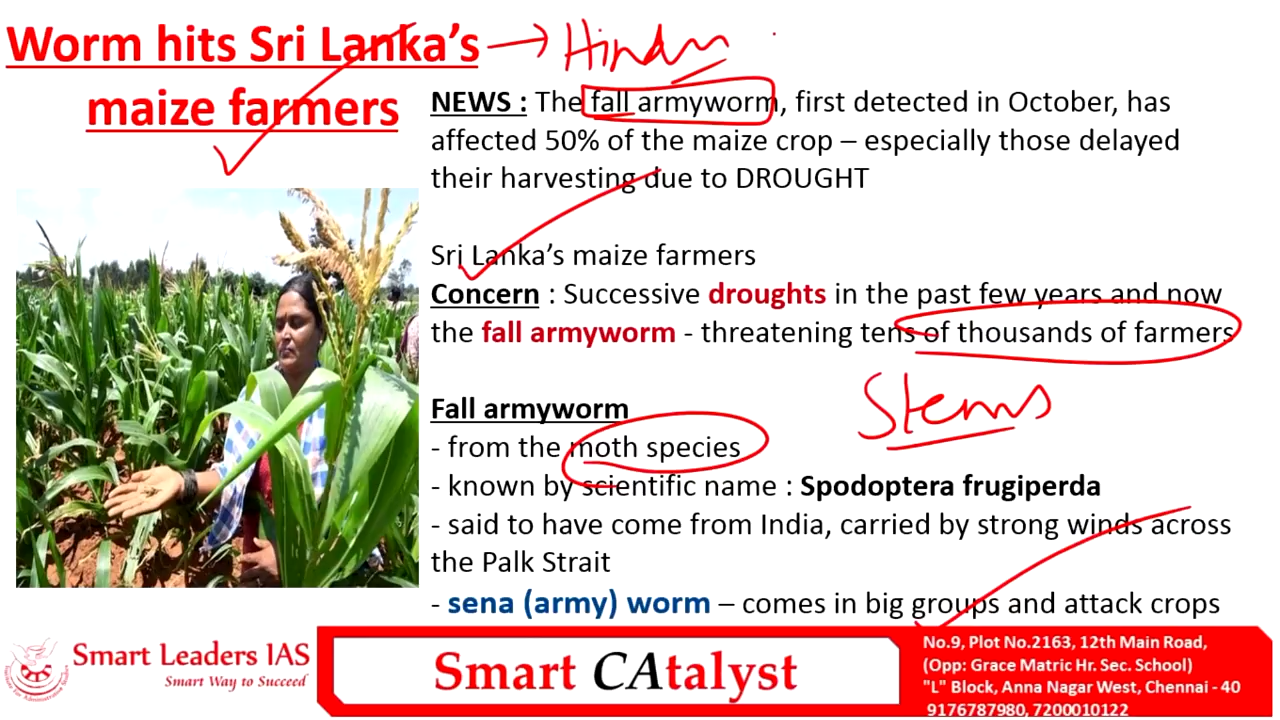 Worm hits Sri Lanka's
maize farmers
Hindu
NEWS : The fall armyworm, first detected in October, has
affected 50% of the maize crop – especially those delayed
their harvesting due to DROUGHT
Sri Lanka's maize farmers
Concern : Successive droughts in the past few years and now
the fall armyworm - threatening tens of thousands of farmers
Stems
Fall armyworm
- from the moth species
- known by scientific name : Spodoptera frugiperda
- said to have come from India, carried by strong winds across
the Palk Strait
- sena (army) worm – comes in big groups and attack crops
Smart Leaders IAS
Smart Way to Succeed
Smart CAtalyst
No.9, Plot No.2163, 12th Main Road,
(Opp: Grace Matric Hr. Sec. School)
"L" Block, Anna Nagar West, Chennai - 40
9176787980, 7200010122